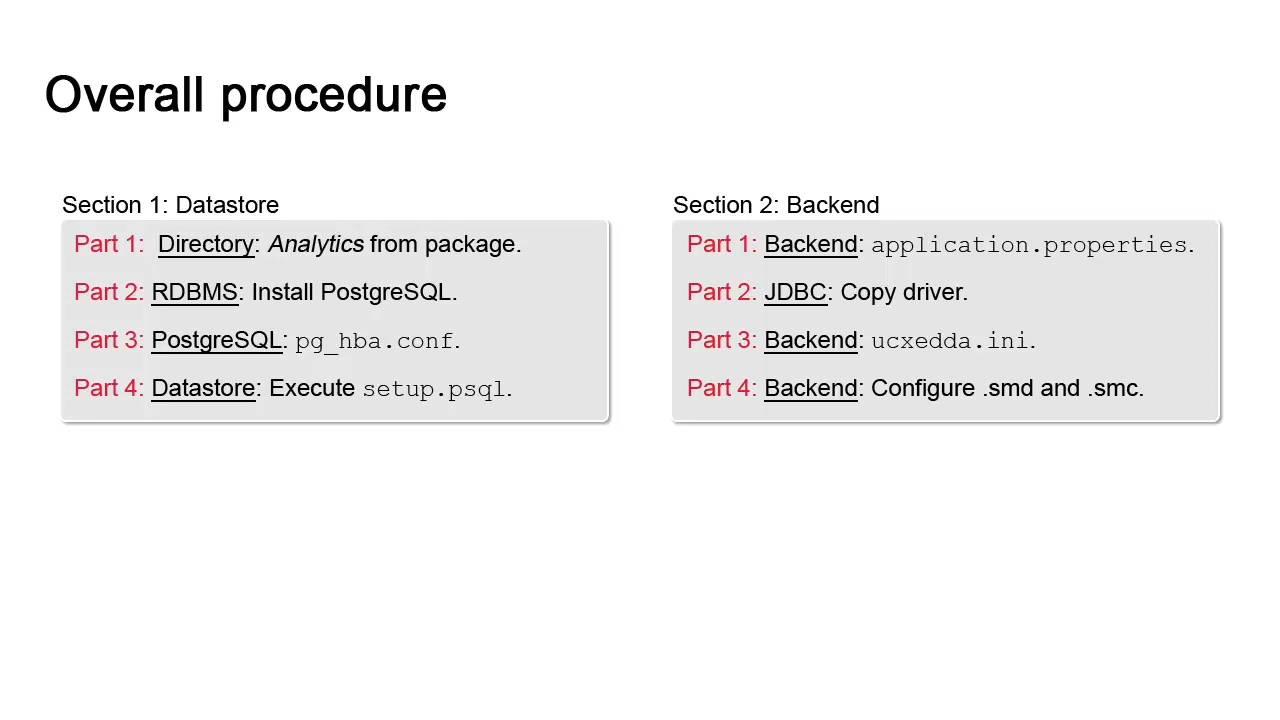 Overall procedure
Section 1: Datastore
Part 1: Directory: Analytics from package.
Part 2: RDBMS: Install PostgreSQL.
Part 3: PostgreSQL: pg_hba.conf.
Part 4: Datastore: Execute setup.psql.
Section 2: Backend
Part 1: Backend: application.properties.
Part 2: JDBC: Copy driver.
Part 3: Backend: ucxedda.ini.
Part 4: Backend: Configure .smd and .smc.